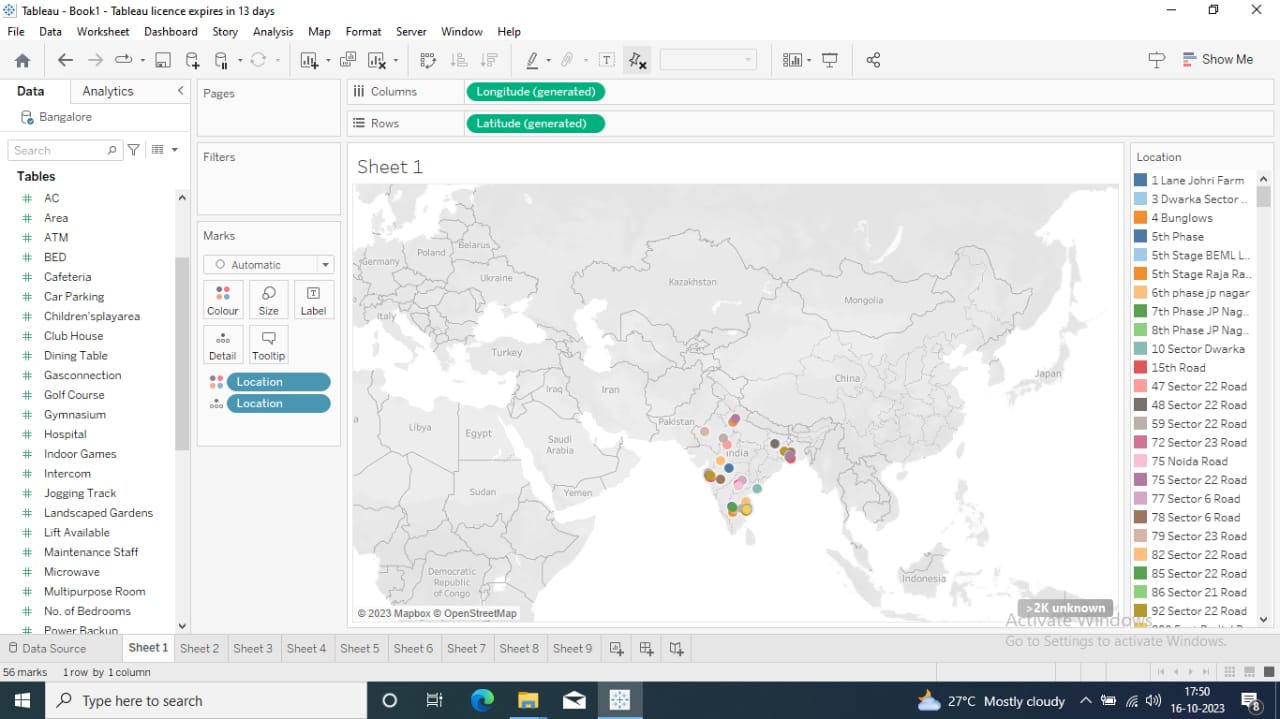 Tableau - Book1 - Tableau licence expires in 13 days
File Data Worksheet Dashboard Story Analysis Map Format Server Window Help
Show Me
Data Analytics
Bangalore
Search
Tables
AC
Area
ATM
BED
Cafeteria
Car Parking
Children'splayarea
Club House
Dining Table
Gasconnection
Golf Course
Gymnasium
Hospital
Indoor Games
Intercom
Jogging Track
Landscaped Gardens
Lift Available
Maintenance Staff
Microwave
Multipurpose Room
No. of Bedrooms
Power Backup
Pages
Filters
Marks
Automatic
Colour Size Label
Detail Tooltip
Location
Location
Columns Longitude (generated)
Rows Latitude (generated)
Sheet 1
Belarus
Poland
Germany
Ukraine
Kazakhstan
Mongolia
Italy
Turkey
Japan
China
Iraq
Iran
Pakistan
Libya
Egypt
Saudi
Arabia
India
Sudan
Yemen
Democratic
Republic
of Congo
Indonesia
© 2023 Mapbox © OpenStreetMap
>2K unknown
Location
1 Lane Johri Farm
3 Dwarka Sector ..
4 Bunglows
5th Phase
5th Stage BEML L..
5th Stage Raja Ra..
6th phase jp nagar
7th Phase JP Nag..
8th Phase JP Nag..
10 Sector Dwarka
15th Road
47 Sector 22 Road
48 Sector 22 Road
59 Sector 22 Road
72 Sector 23 Road
75 Noida Road
75 Sector 22 Road
77 Sector 6 Road
78 Sector 6 Road
79 Sector 23 Road
82 Sector 22 Road
85 Sector 22 Road
86 Sector 21 Road
92 Sector 22 Road
Activate Windows
Go to Settings to activate Windows.
Data Source Sheet 1 Sheet 2 Sheet 3 Sheet 4 Sheet 5 Sheet 6 Sheet 7 Sheet 8 Sheet 9
56 marks 1 row by 1 column
Type here to search
27°C Mostly cloudy
17:50
16-10-2023
8